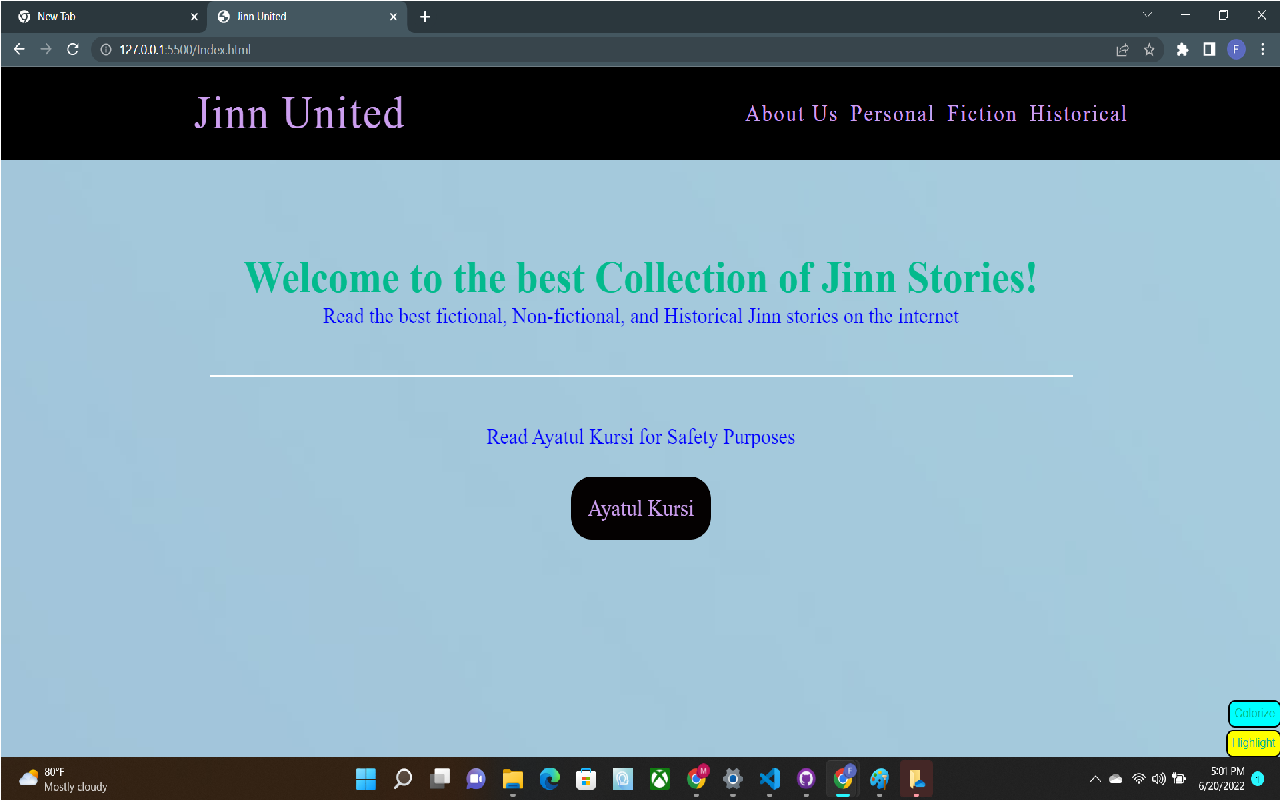 New Tab
Jinn United
127.0.0.1:5500/Index.html
F
Jinn United
About Us Personal Fiction Historical
Welcome to the best Collection of Jinn Stories!
Read the best fictional, Non-fictional, and Historical Jinn stories on the internet
Read Ayatul Kursi for Safety Purposes
Ayatul Kursi
Colorize
Highlight
80°F
Mostly cloudy
M
F
5:01 PM
6/20/2022
1